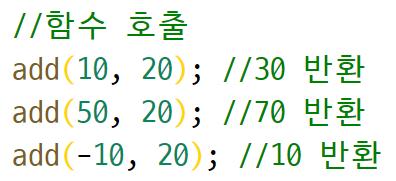 //함수 호출
add(10, 20); //30 반환
add(50, 20); //70 반환
add(-10, 20); //10 반환